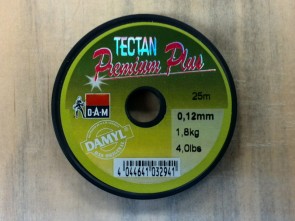 TECTAN
Premium Plus
25m
0,12mm
D·A·M
1,8kg
DAMYL
4,0lbs
4 044641 032941